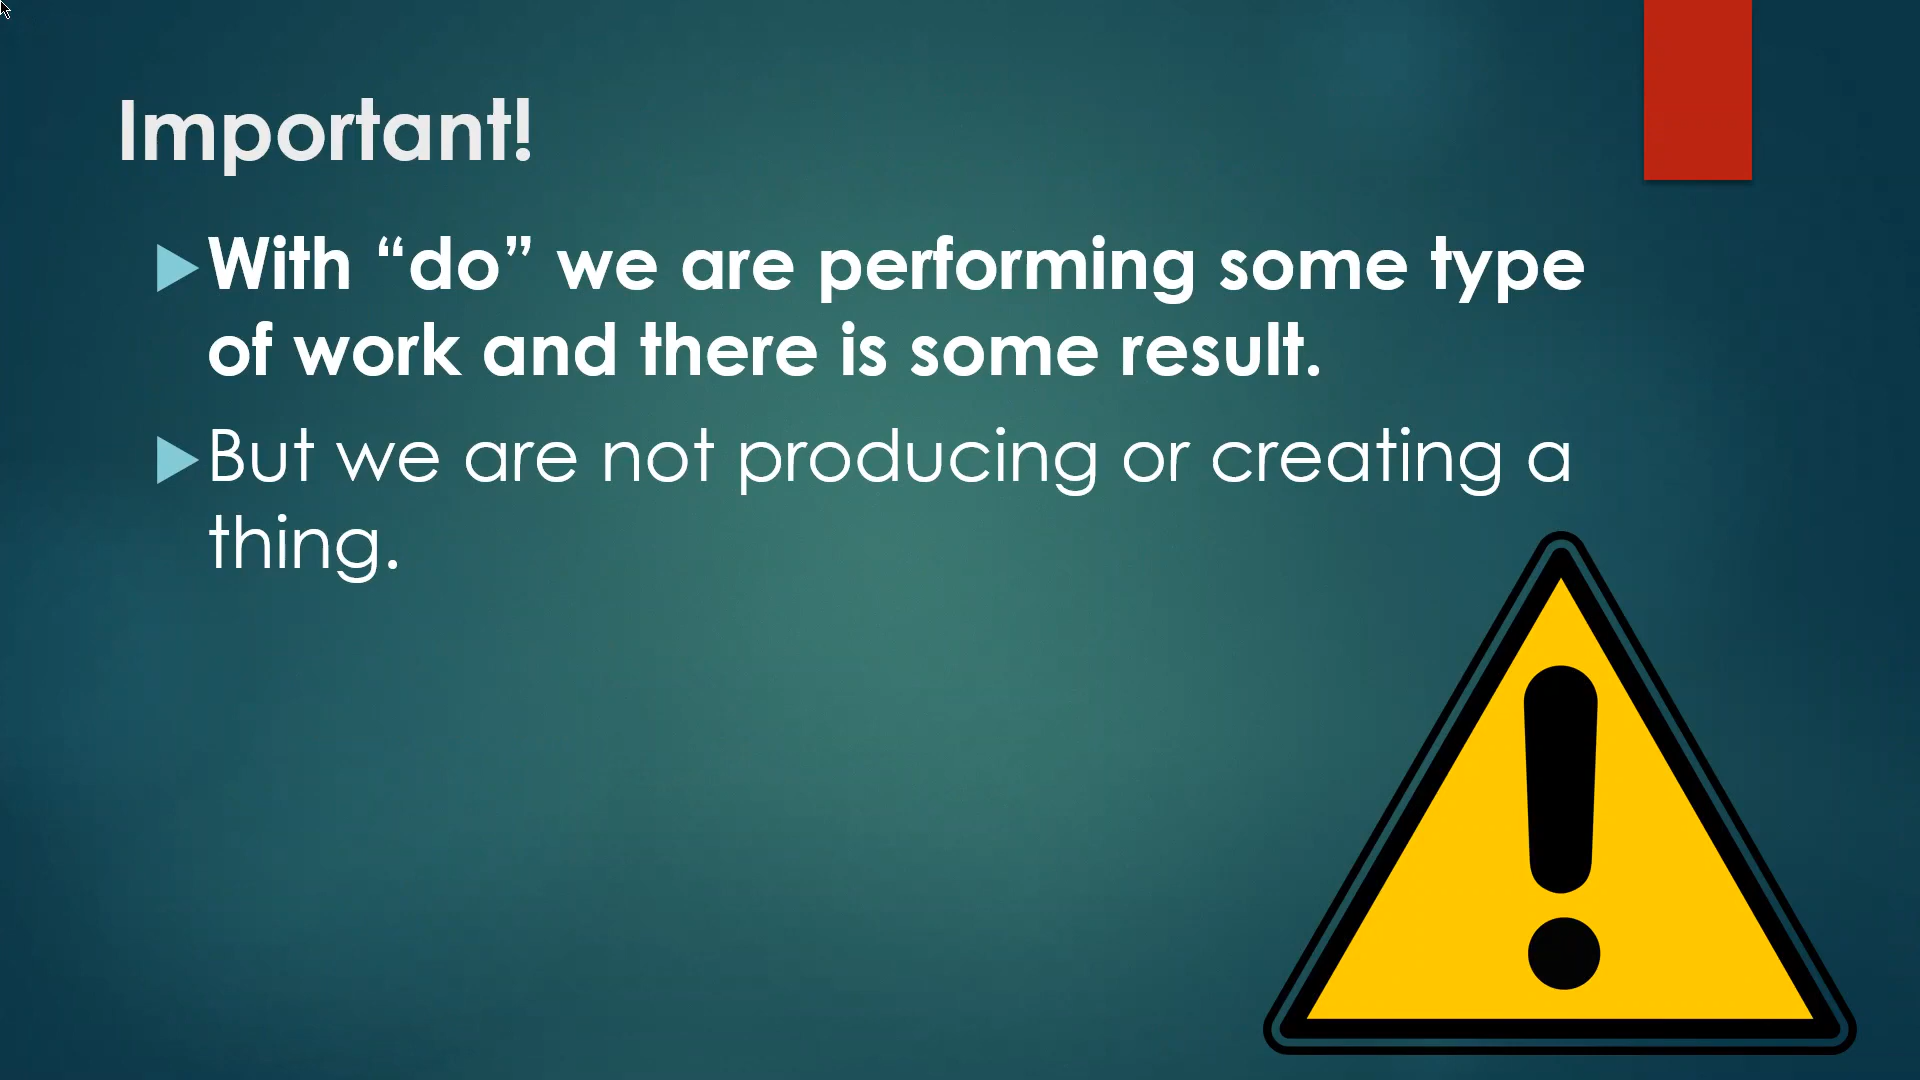 Important!
With “do” we are performing some type
of work and there is some result.
But we are not producing or creating a
thing.